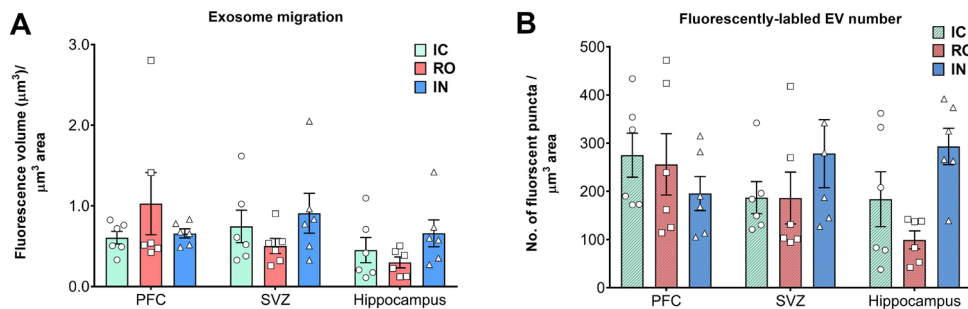 A
Exosome migration
Fluorescence volume (μm³)/
μm³ area
3.0
2.0
1.0
0.0
IC
RO
IN
PFC
SVZ
Hippocampus
B
Fluorescently-labled EV number
No. of fluorscent puncta /
μm³ area
500
400
300
200
100
0
IC
RO
IN
PFC
SVZ
Hippocampus